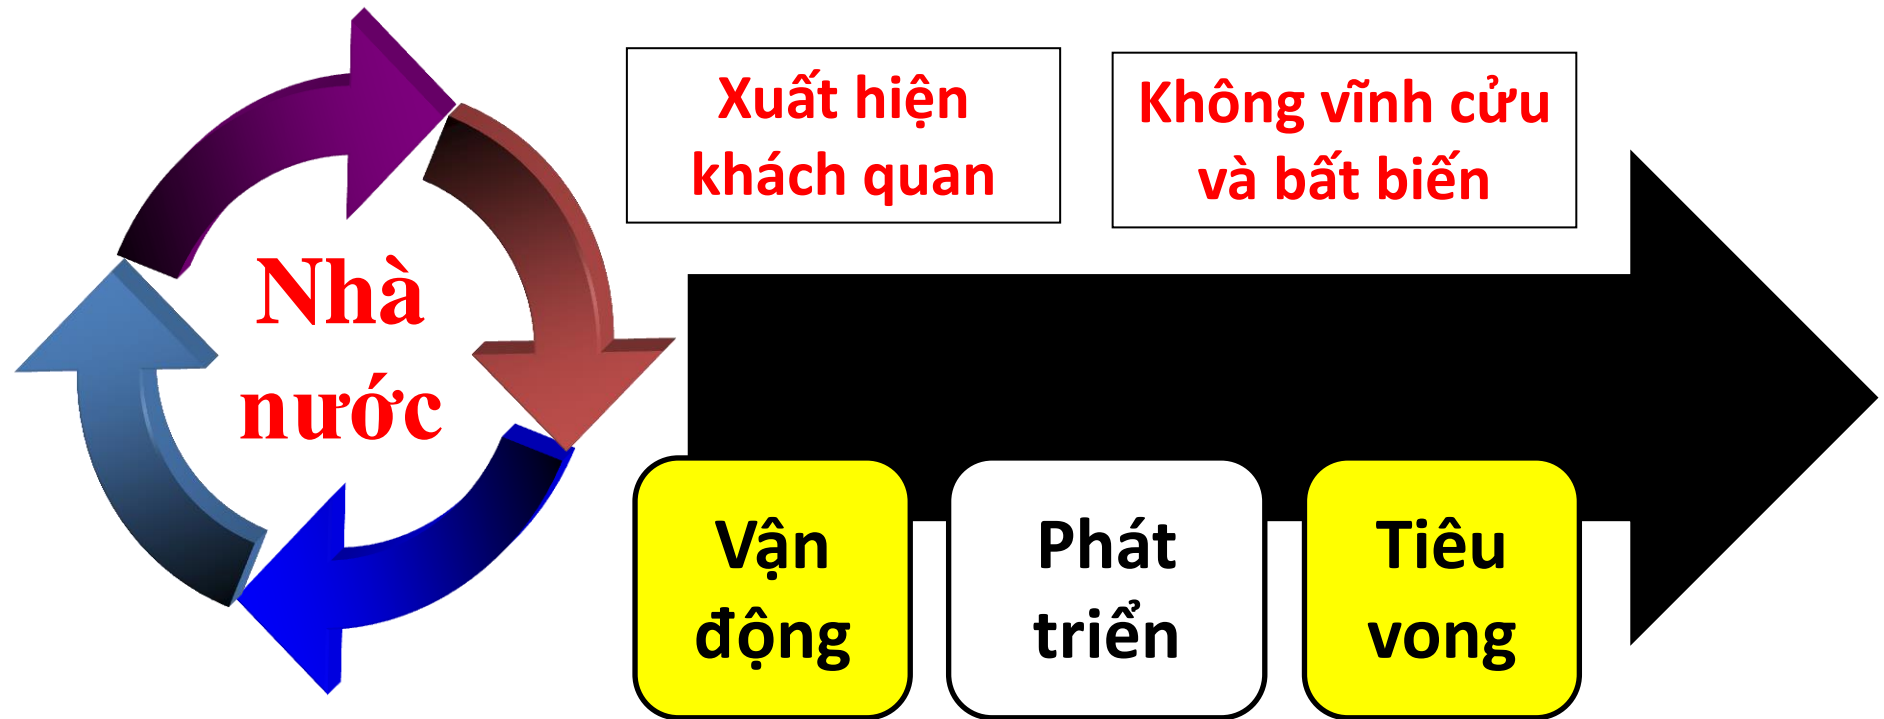 Nhà
nước
Xuất hiện
khách quan
Không vĩnh cửu
và bất biến
Vận
động
Phát
triển
Tiêu
vong